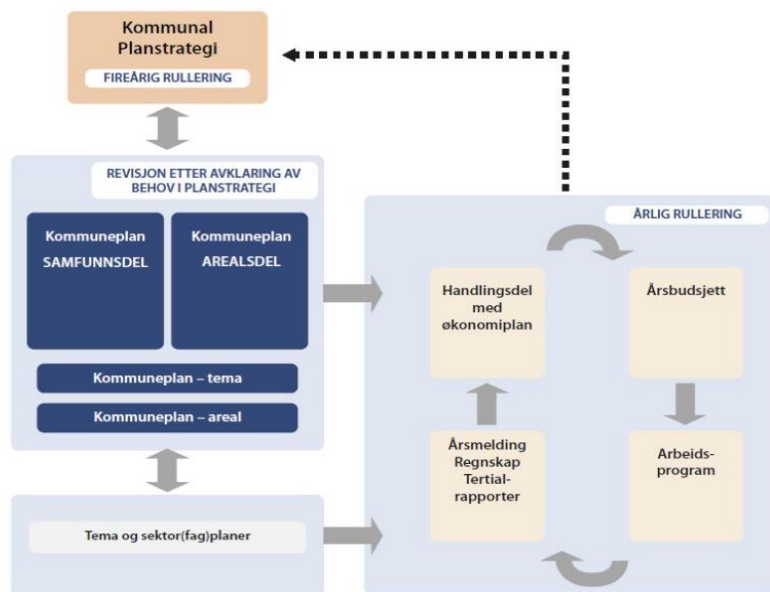 Kommunal
Planstrategi
FIREÅRIG RULLERING
REVISJON ETTER AVKLARING AV
BEHOV I PLANSTRATEGI
Kommuneplan
SAMFUNNSDEL
Kommuneplan
AREALSDEL
Kommuneplan – tema
Kommuneplan – areal
Tema og sektor(fag)planer
ÅRLIG RULLERING
Handlingsdel
med
økonomiplan
Årsbudsjett
Årsmelding
Regnskap
Tertial-
rapporter
Arbeids-
program